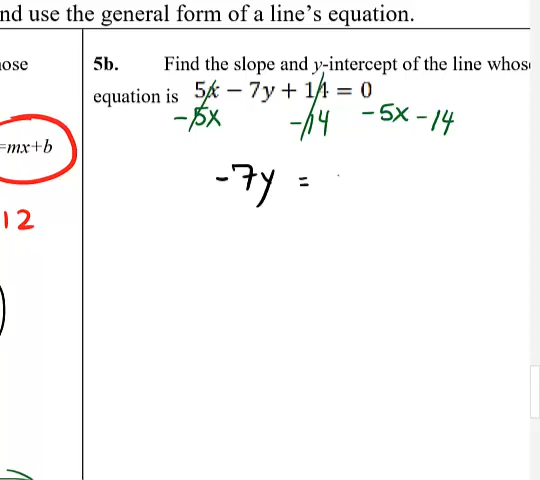 nd use the general form of a line's equation.
ose
5b. Find the slope and y-intercept of the line whos
equation is 5x − 7y + 14 = 0
-5x -14 -5x -14
=mx+b
-7y =
12